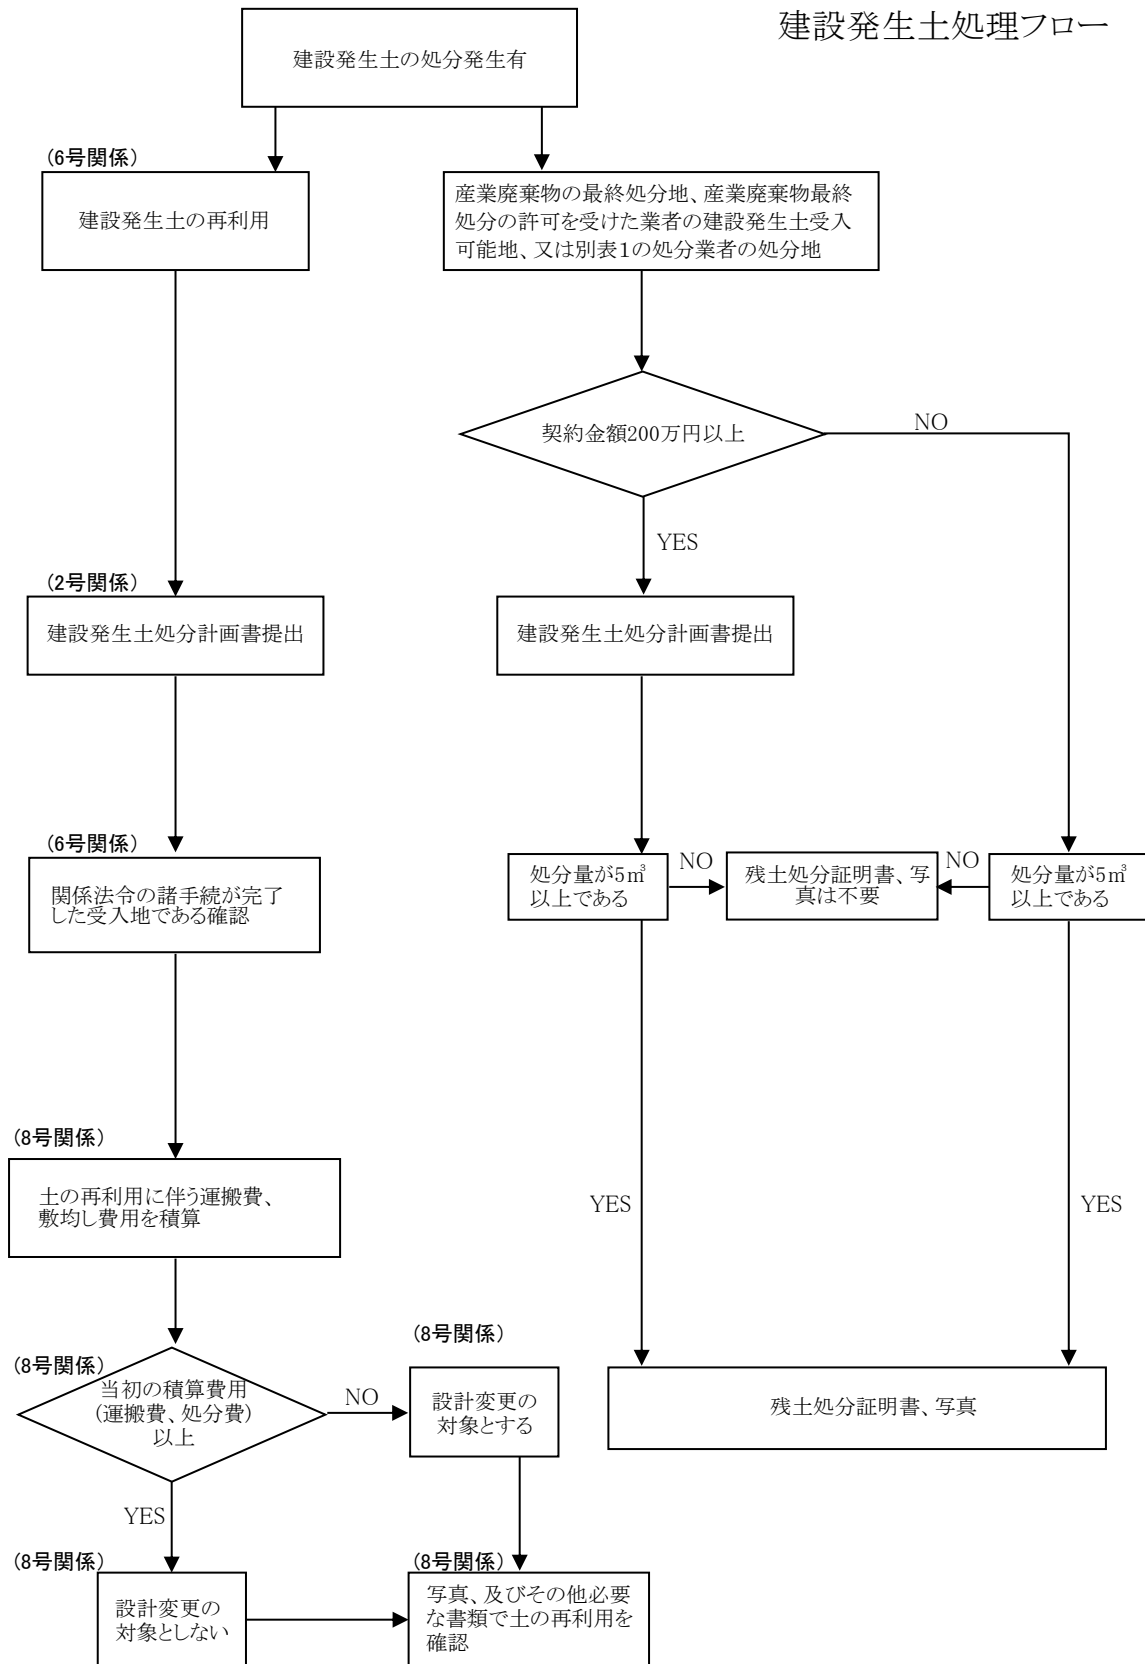 建設発生土処理フロー
建設発生土の処分発生有
(6号関係)
建設発生土の再利用
産業廃棄物の最終処分地、産業廃棄物最終
処分の許可を受けた業者の建設発生土受入
可能地、又は別表1の処分業者の処分地
契約金額200万円以上
NO
YES
(2号関係)
建設発生土処分計画書提出
建設発生土処分計画書提出
(6号関係)
関係法令の諸手続が完了
した受入地である確認
処分量が5㎥
以上である
NO
残土処分証明書、写
真は不要
NO
処分量が5㎥
以上である
(8号関係)
土の再利用に伴う運搬費、
敷均し費用を積算
YES
YES
(8号関係)
当初の積算費用
(運搬費、処分費)
以上
NO
(8号関係)
設計変更の
対象とする
残土処分証明書、写真
YES
(8号関係)
設計変更の
対象としない
(8号関係)
写真、及びその他必要
な書類で土の再利用を
確認